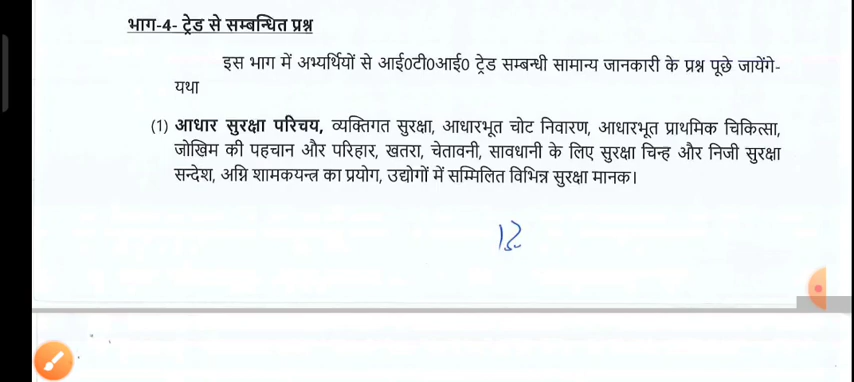 भाग-4- ट्रेड से सम्बन्धित प्रश्न
इस भाग में अभ्यर्थियों से आई0टी0आई0 ट्रेड सम्बन्धी सामान्य जानकारी के प्रश्न पूछे जायेंगे-
यथा
(1) आधार सुरक्षा परिचय, व्यक्तिगत सुरक्षा, आधारभूत चोट निवारण, आधारभूत प्राथमिक चिकित्सा,
जोखिम की पहचान और परिहार, खतरा, चेतावनी, सावधानी के लिए सुरक्षा चिन्ह और निजी सुरक्षा
सन्देश, अग्नि शामकयन्त्र का प्रयोग, उद्योगों में सम्मिलित विभिन्न सुरक्षा मानक।